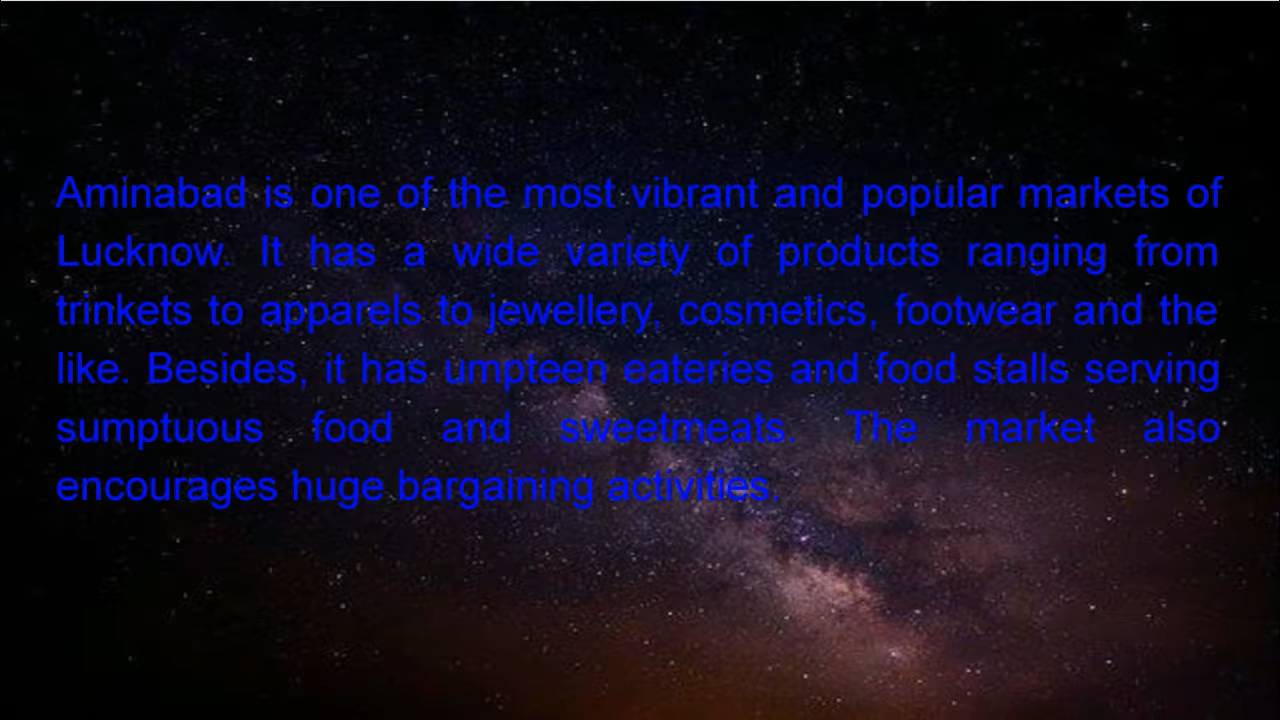 Aminabad is one of the most vibrant and popular markets of
Lucknow. It has a wide variety of products ranging from
trinkets to apparels to jewellery, cosmetics, footwear and the
like. Besides, it has umpteen eateries and food stalls serving
sumptuous food and sweetmeats. The market also
encourages huge bargaining activities.